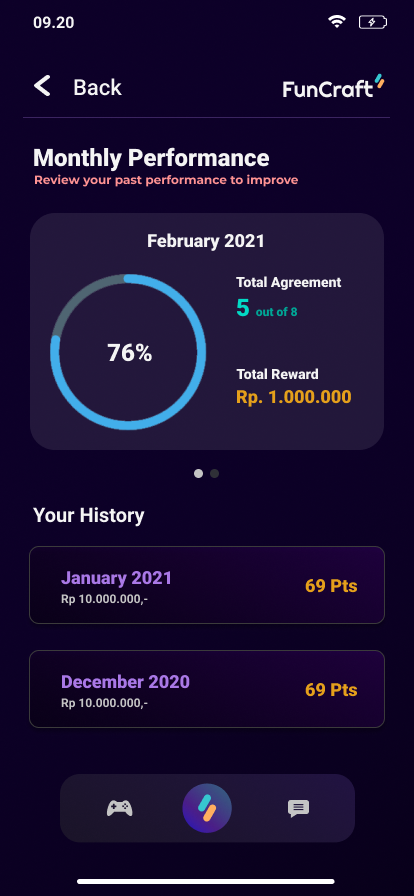 09.20
Back
FunCraft
Monthly Performance
Review your past performance to improve
February 2021
76%
Total Agreement
5 out of 8
Total Reward
Rp. 1.000.000
Your History
January 2021
Rp 10.000.000,-
69 Pts
December 2020
Rp 10.000.000,-
69 Pts